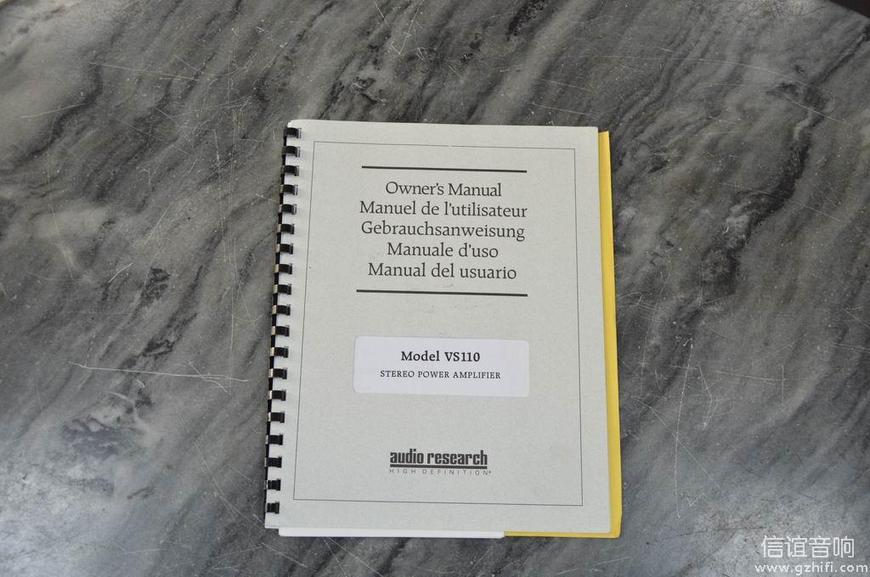 Owner's Manual
Manuel de l'utilisateur
Gebrauchsanweisung
Manuale d'uso
Manual del usuario
Model VS110
STEREO POWER AMPLIFIER
audio research
HIGH DEFINITION®
信谊音响
www.gzhifi.com